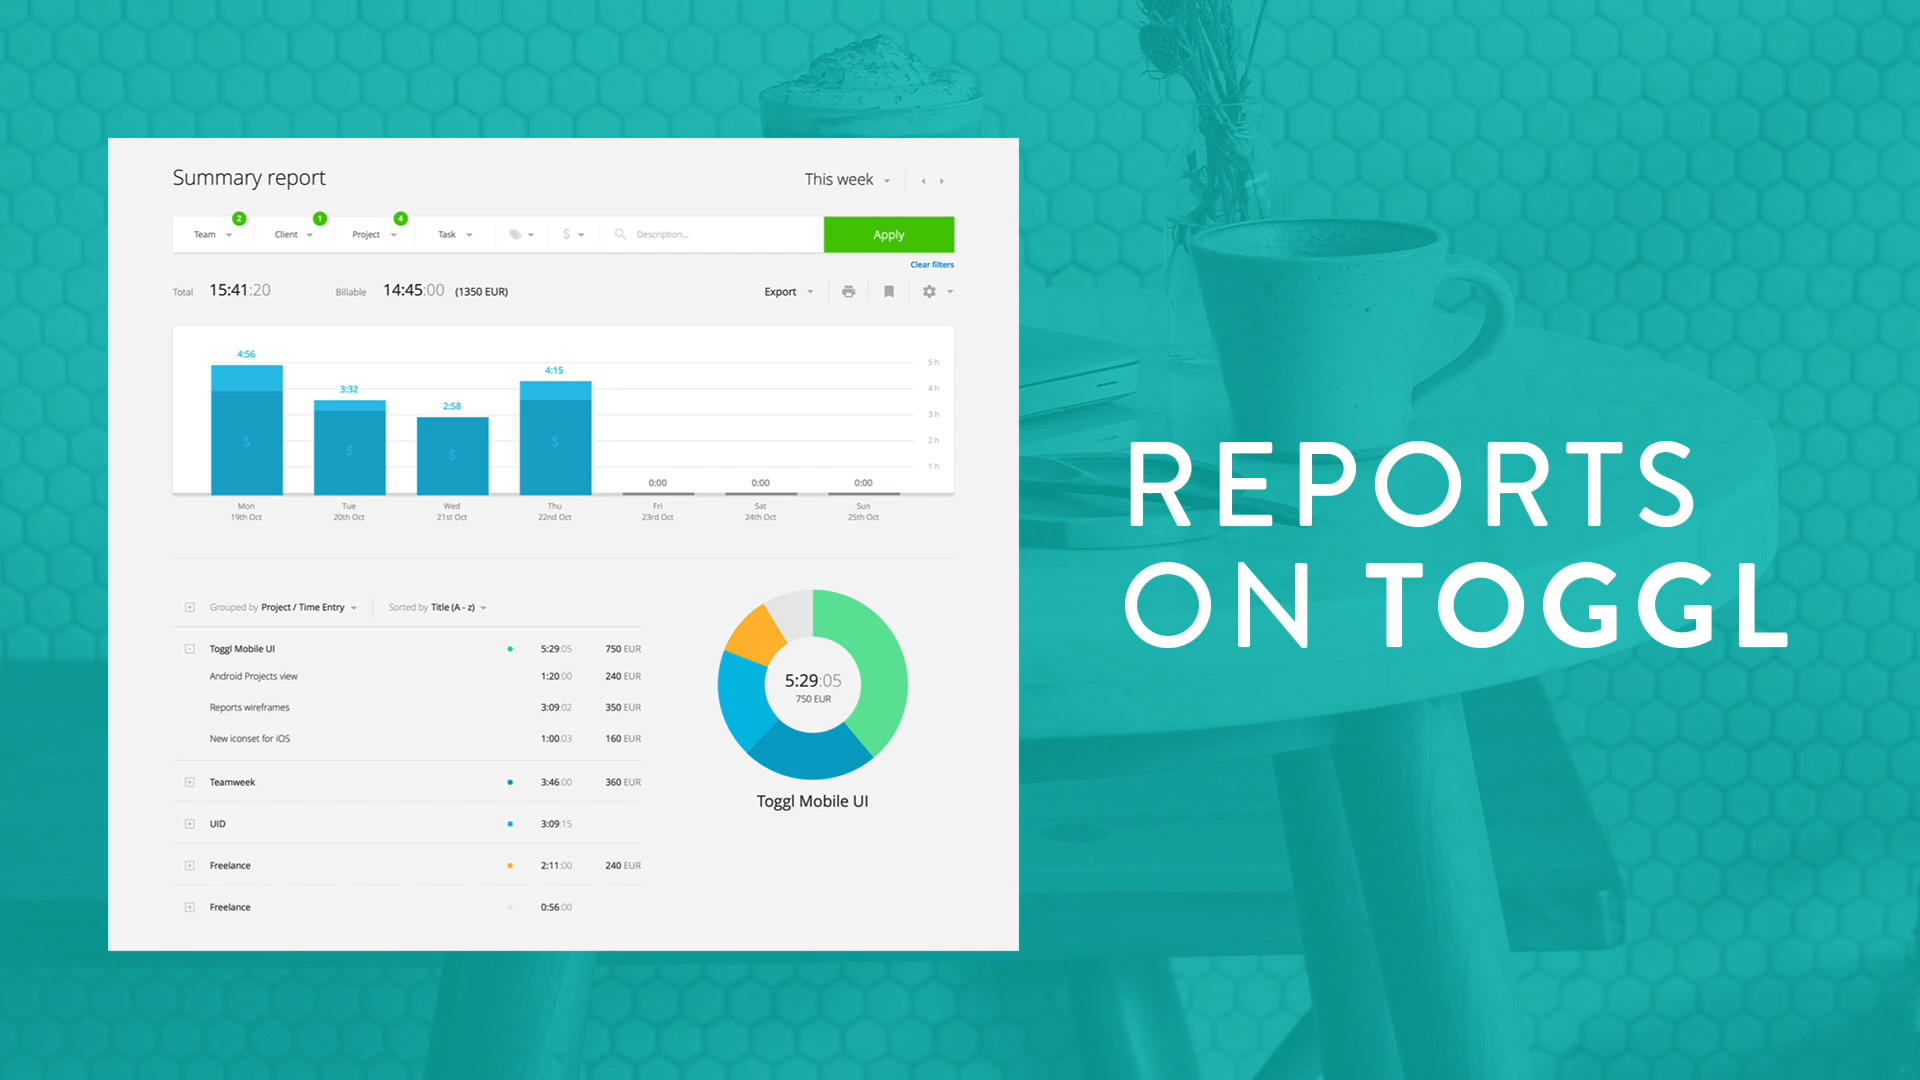 Summary report
This week
2
1
4
Team
Client
Project
Task
$
Description...
Apply
Clear filters
Total 15:41:20
Billable 14:45:00 (1350 EUR)
Export
4:56
3:32
2:58
4:15
0:00
0:00
0:00
5 h
4 h
3 h
2 h
1 h
$
$
$
$
Mon
19th Oct
Tue
20th Oct
Wed
21st Oct
Thu
22nd Oct
Fri
23rd Oct
Sat
24th Oct
Sun
25th Oct
Grouped by Project / Time Entry
Sorted by Title (A - z)
Toggl Mobile UI 5:29:05 750 EUR
Android Projects view 1:20:00 240 EUR
Reports wireframes 3:09:02 350 EUR
New iconset for iOS 1:00:03 160 EUR
Teamweek 3:46:00 360 EUR
UID 3:09:15
Freelance 2:11:00 240 EUR
Freelance 0:56:00
5:29:05
750 EUR
Toggl Mobile UI
REPORTS
ON TOGGL